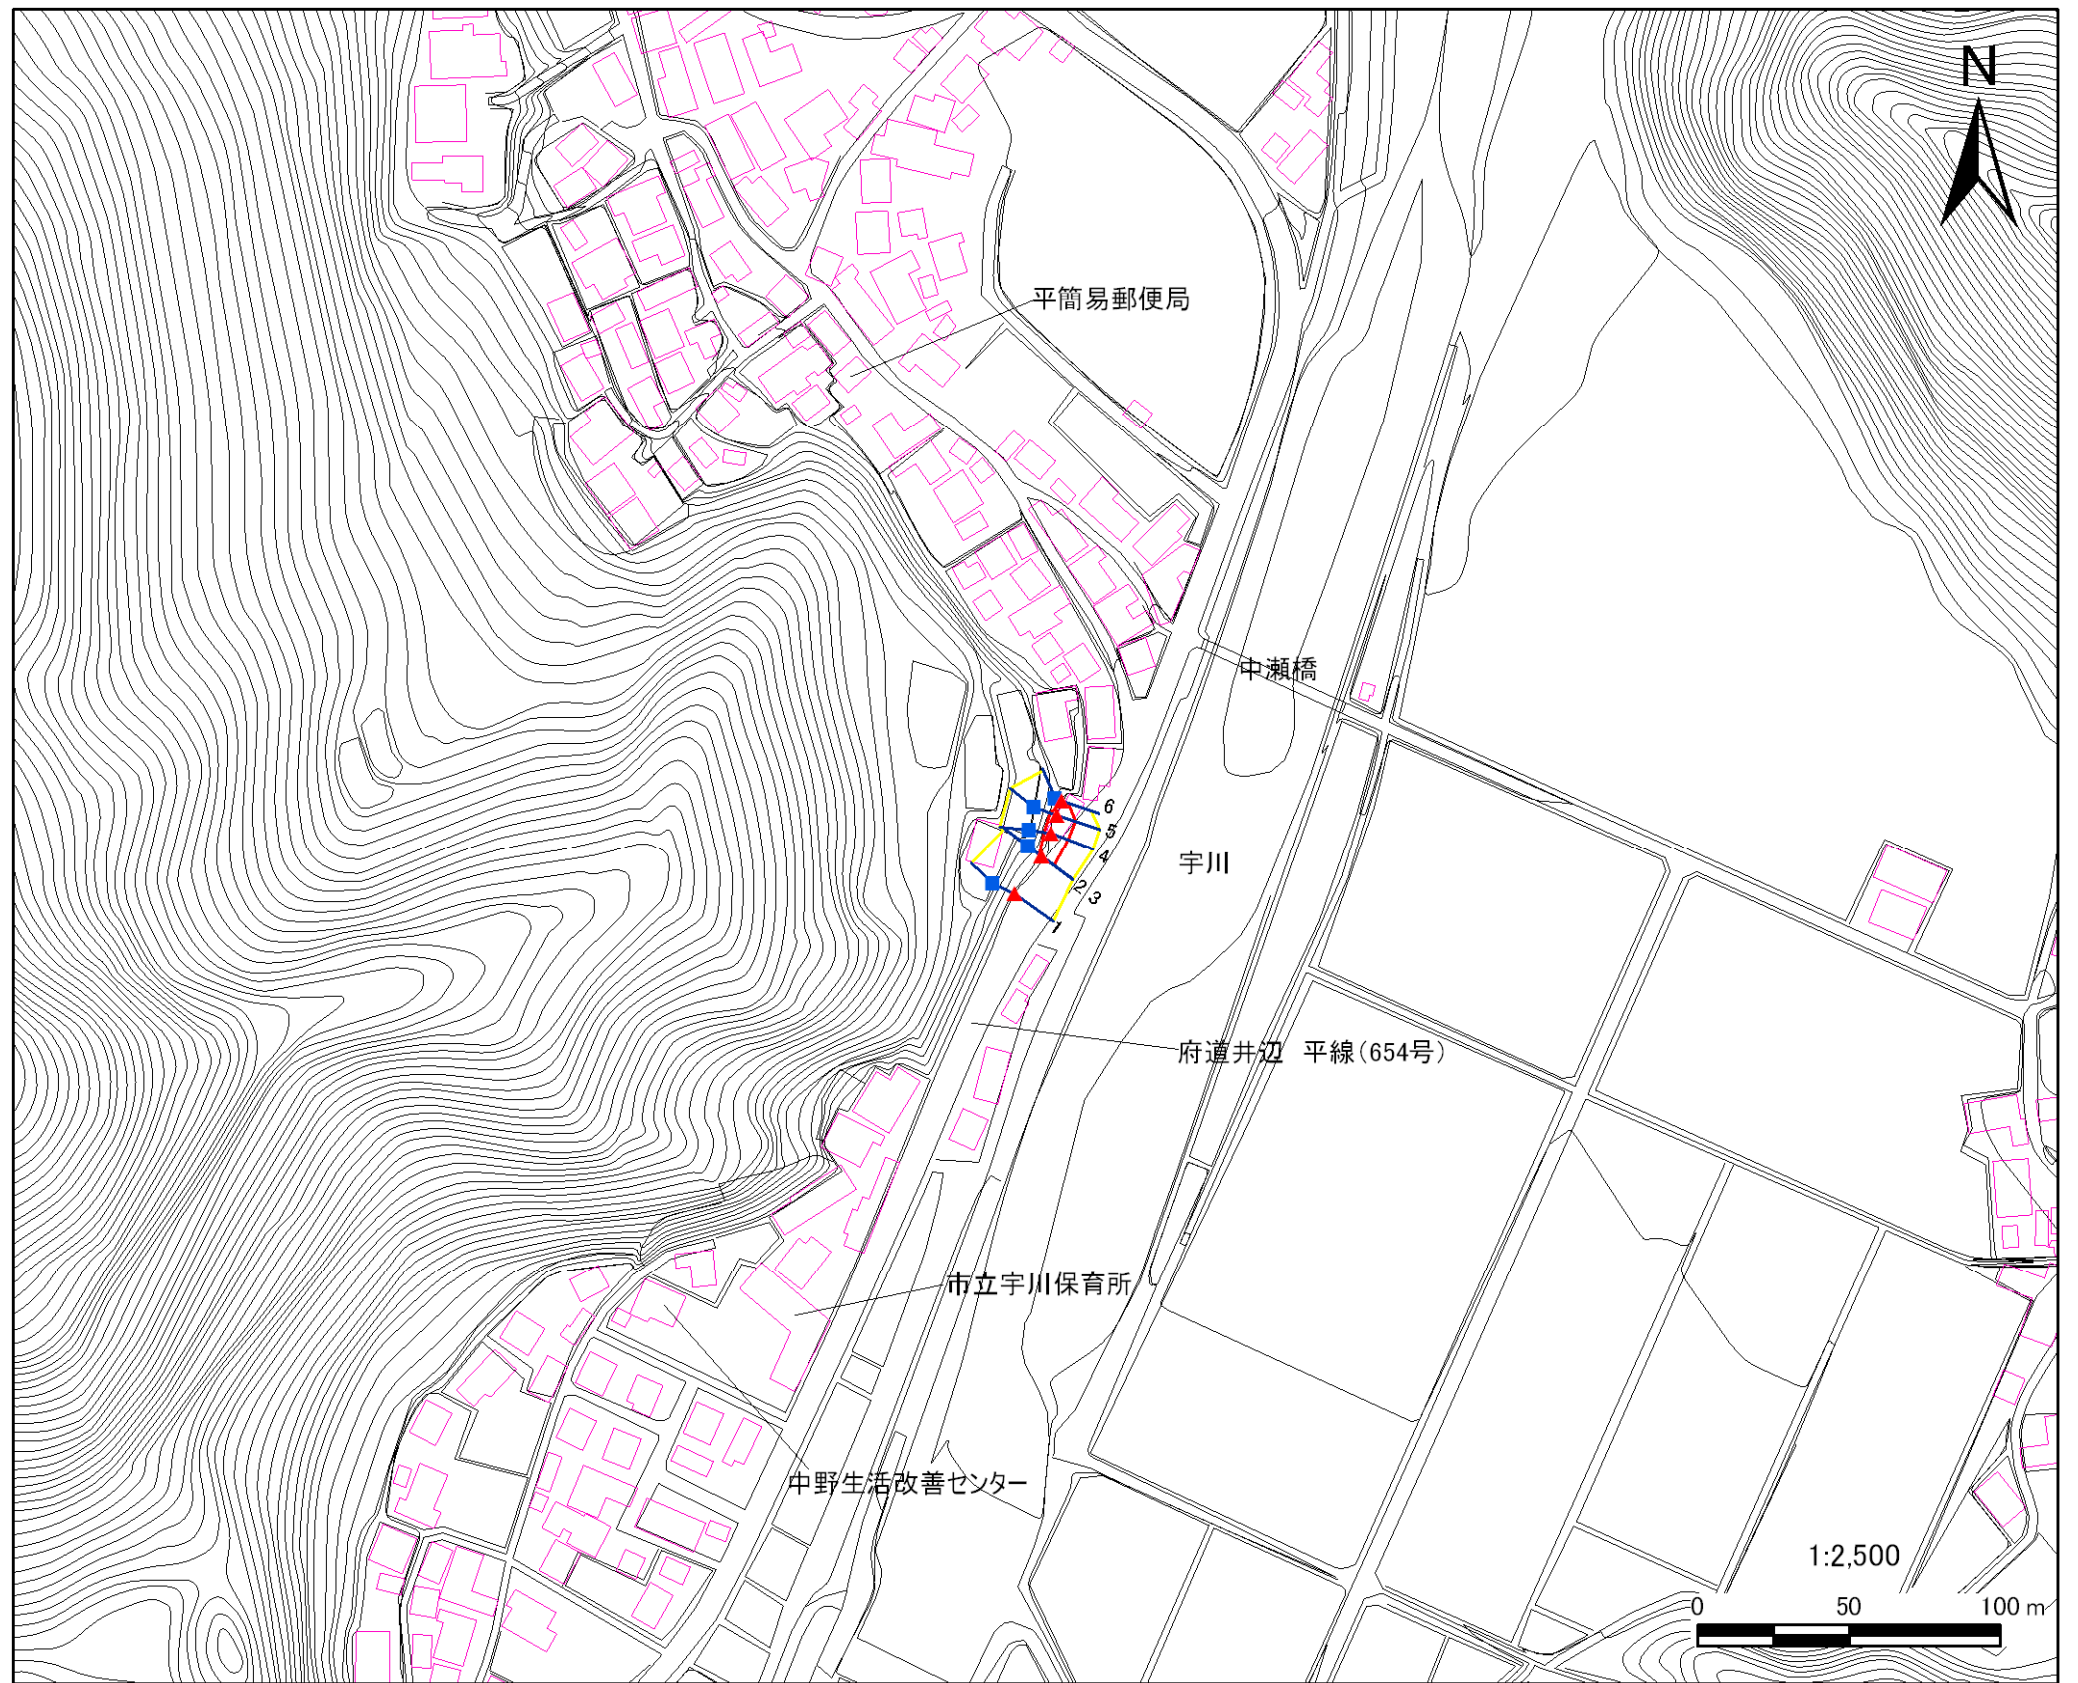 N
平簡易郵便局
中瀬橋
6
5
4
宇川
2
3
1
府道井辺　平線(654号)
市立宇川保育所
中野生活改善センター
1:2,500
0 50 100 m